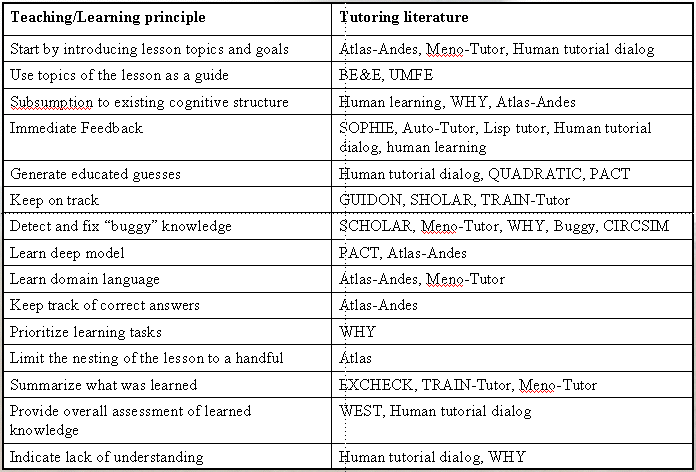 Teaching/Learning principle Tutoring literature
Start by introducing lesson topics and goals Atlas-Andes, Meno-Tutor, Human tutorial dialog
Use topics of the lesson as a guide BE&E, UMFE
Subsumption to existing cognitive structure Human learning, WHY, Atlas-Andes
Immediate Feedback SOPHIE, Auto-Tutor, Lisp tutor, Human tutorial
dialog, human learning
Generate educated guesses Human tutorial dialog, QUADRATIC, PACT
Keep on track GUIDON, SHOLAR, TRAIN-Tutor
Detect and fix “buggy” knowledge SCHOLAR, Meno-Tutor, WHY, Buggy, CIRCSIM
Learn deep model PACT, Atlas-Andes
Learn domain language Atlas-Andes, Meno-Tutor
Keep track of correct answers Atlas-Andes
Prioritize learning tasks WHY
Limit the nesting of the lesson to a handful Atlas
Summarize what was learned EXCHECK, TRAIN-Tutor, Meno-Tutor
Provide overall assessment of learned WEST, Human tutorial dialog
knowledge
Indicate lack of understanding Human tutorial dialog, WHY